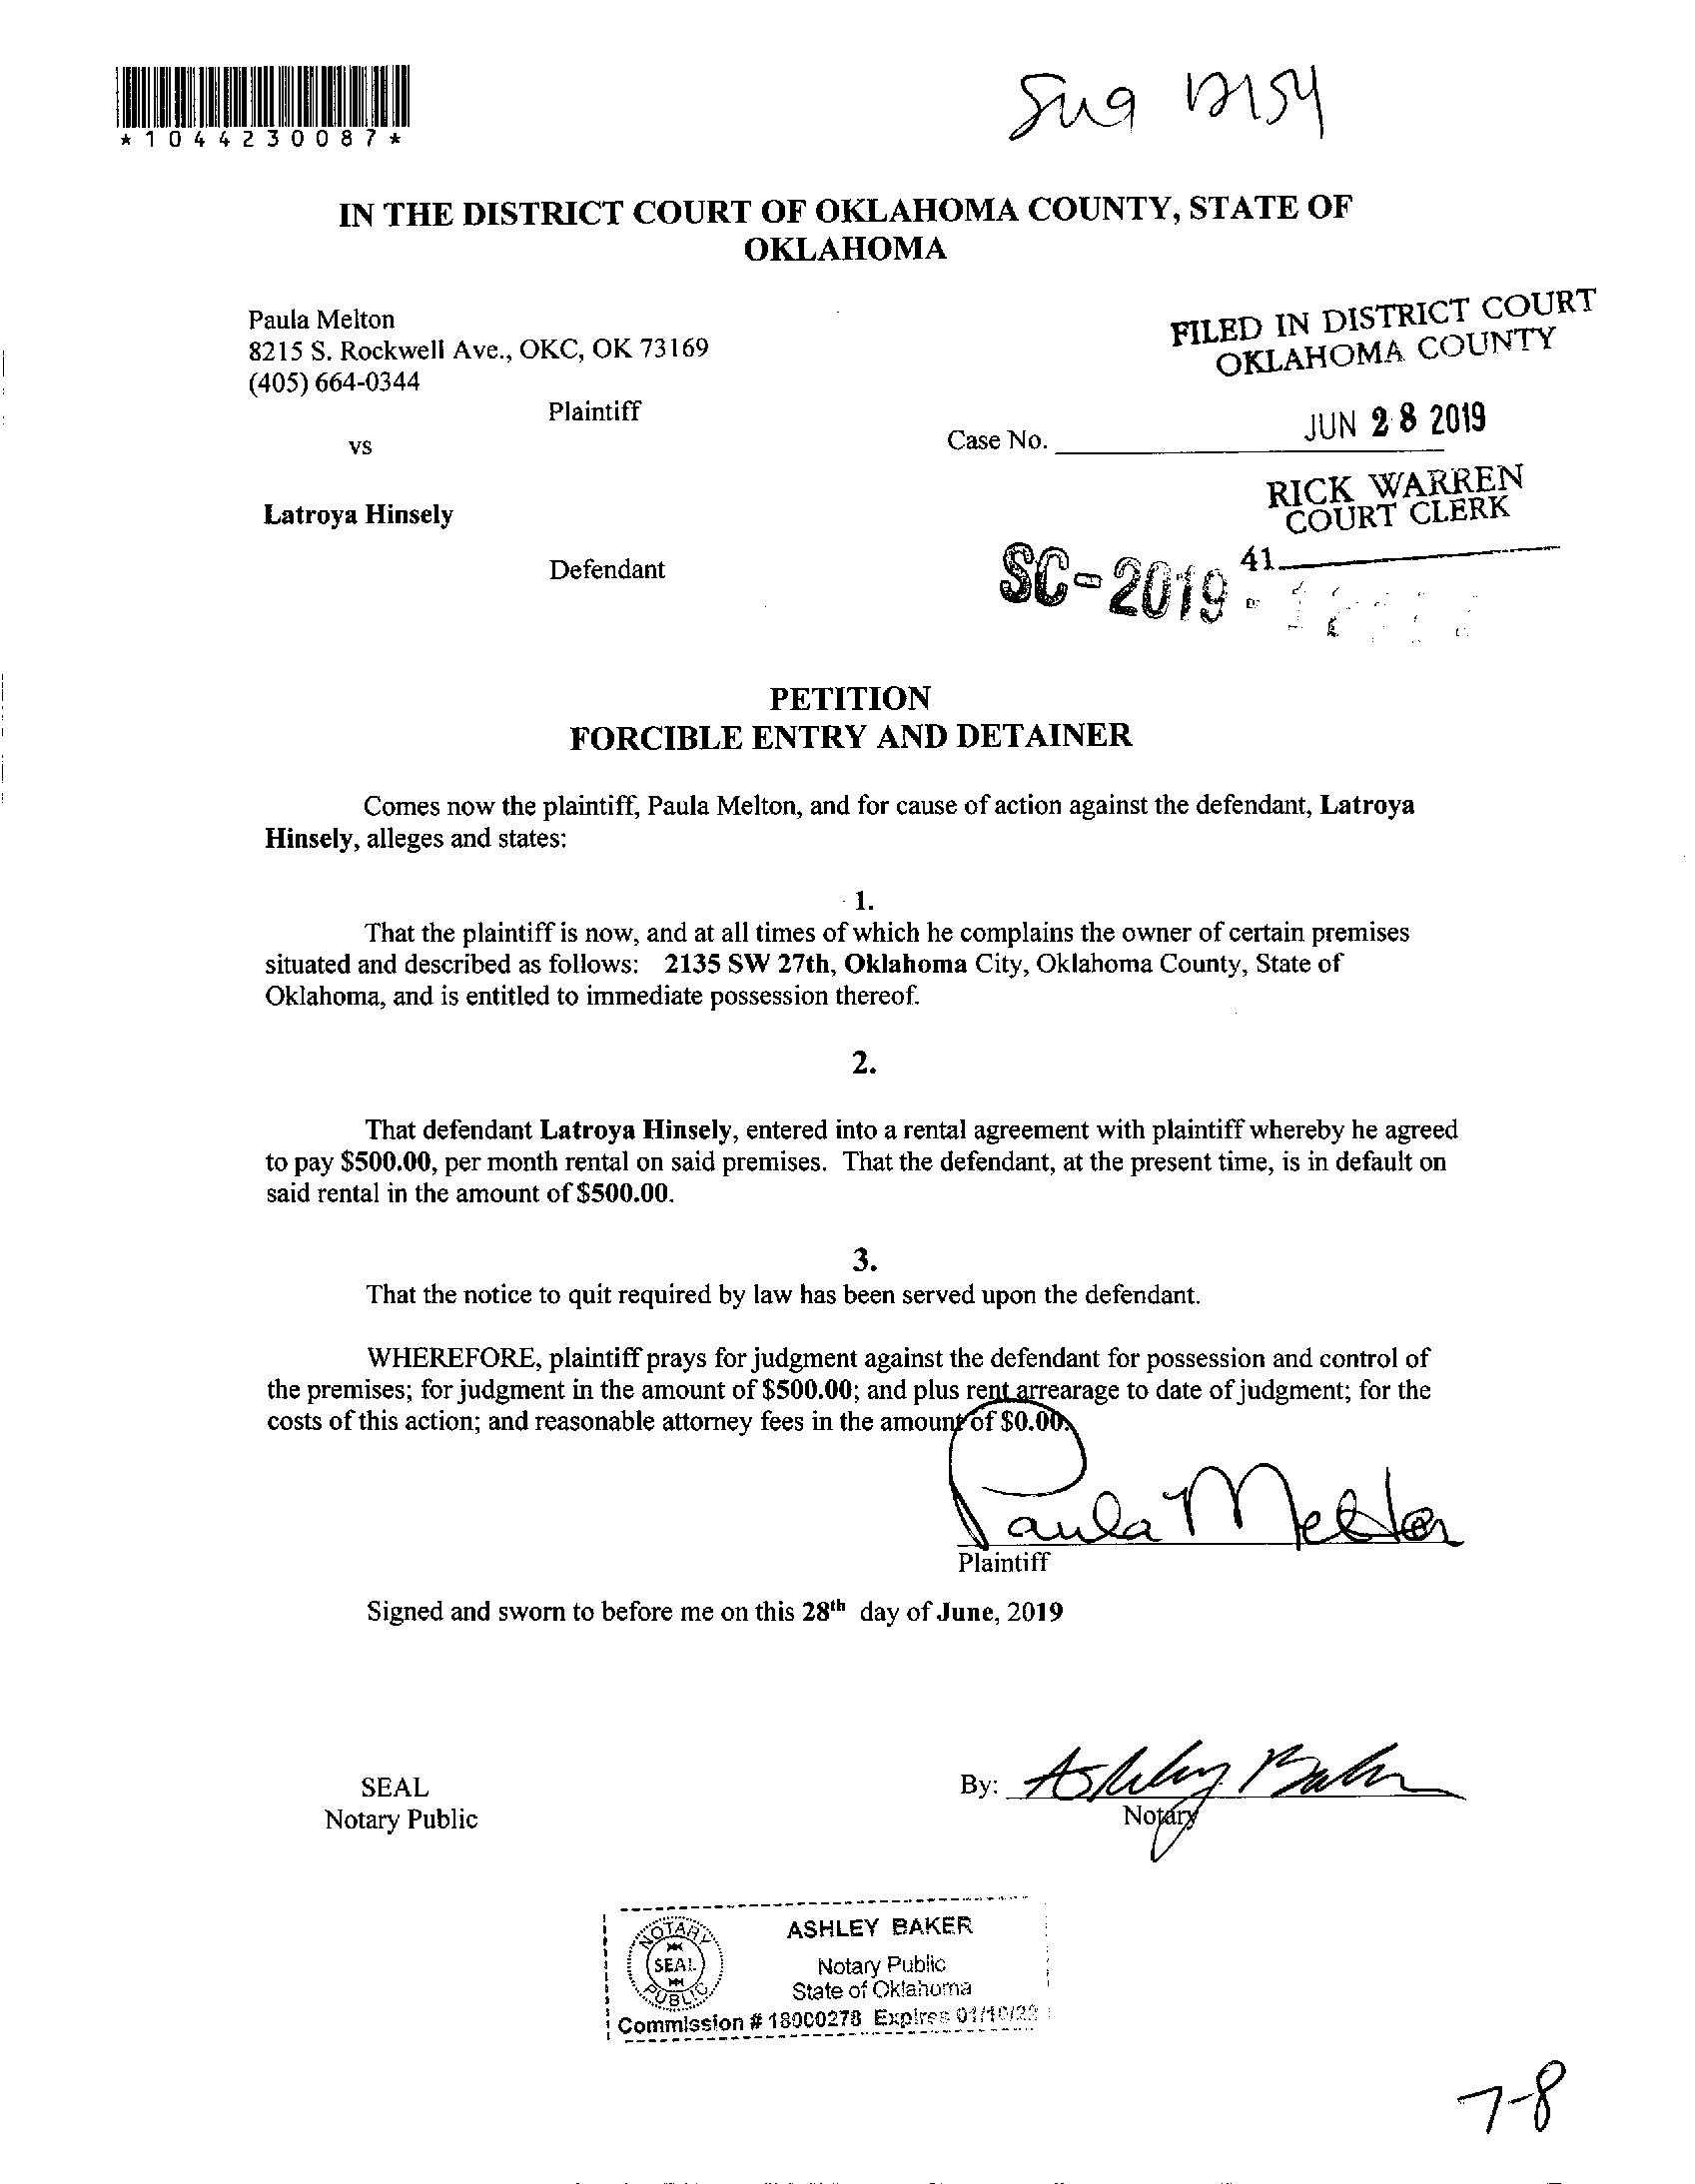 *1044230087*
IN THE DISTRICT COURT OF OKLAHOMA COUNTY, STATE OF
OKLAHOMA
Paula Melton
8215 S. Rockwell Ave., OKC, OK 73169
(405) 664-0344
Plaintiff
vs
Latroya Hinsely
Defendant
FILED IN DISTRICT COURT
OKLAHOMA COUNTY
JUN 28 2019
Case No.
RICK WARREN
COURT CLERK
41
SC-2019-
PETITION
FORCIBLE ENTRY AND DETAINER
Comes now the plaintiff, Paula Melton, and for cause of action against the defendant, Latroya
Hinsely, alleges and states:
1.
That the plaintiff is now, and at all times of which he complains the owner of certain premises
situated and described as follows: 2135 SW 27th, Oklahoma City, Oklahoma County, State of
Oklahoma, and is entitled to immediate possession thereof.
2.
That defendant Latroya Hinsely, entered into a rental agreement with plaintiff whereby he agreed
to pay $500.00, per month rental on said premises. That the defendant, at the present time, is in default on
said rental in the amount of $500.00.
3.
That the notice to quit required by law has been served upon the defendant.
WHEREFORE, plaintiff prays for judgment against the defendant for possession and control of
the premises; for judgment in the amount of $500.00; and plus rent arrearage to date of judgment; for the
costs of this action; and reasonable attorney fees in the amount of $0.00.
Paula Melton
Plaintiff
Signed and sworn to before me on this 28th day of June, 2019
SEAL
Notary Public
By: Ashley Baker
Notary
NOTARY
SEAL
PUBLIC
ASHLEY BAKER
Notary Public
State of Oklahoma
Commission # 18000278 Expires 01/10/22
7-8